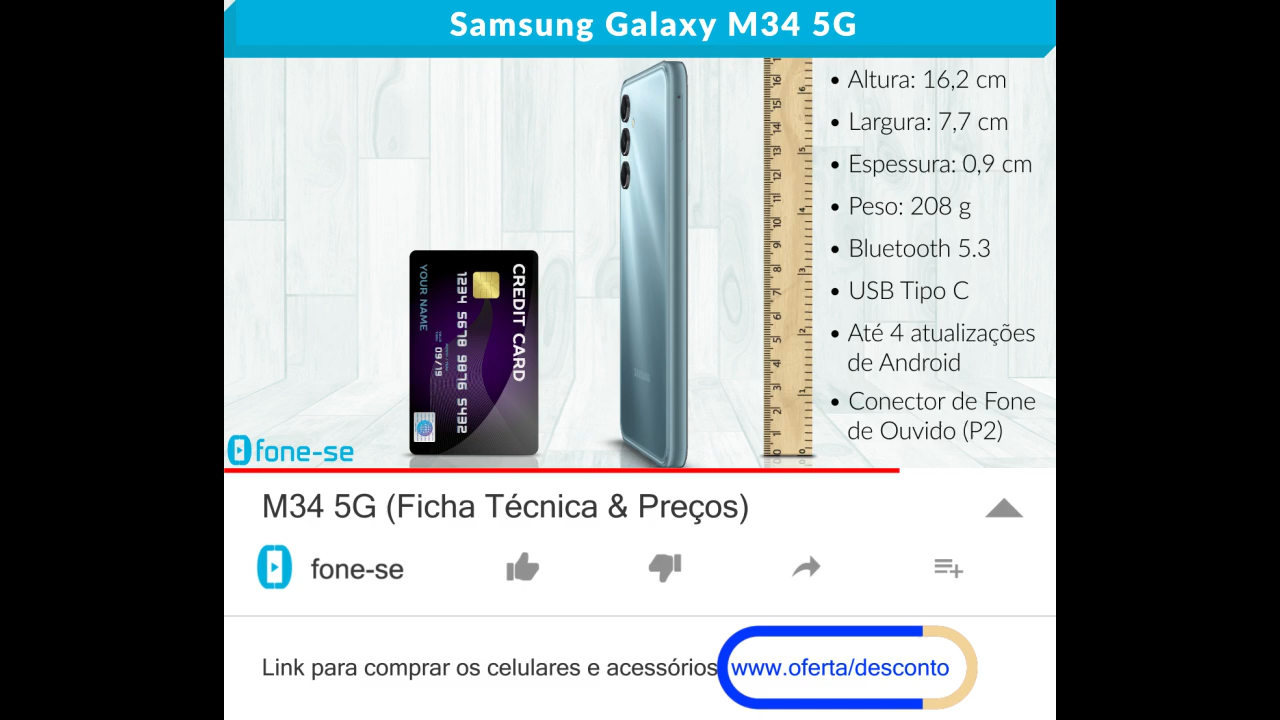 Samsung Galaxy M34 5G
• Altura: 16,2 cm
• Largura: 7,7 cm
• Espessura: 0,9 cm
• Peso: 208 g
• Bluetooth 5.3
• USB Tipo C
• Até 4 atualizações
de Android
• Conector de Fone
de Ouvido (P2)
CREDIT CARD
1234 5678 9876 5432
09/19
YOUR NAME
SAMSUNG
fone-se
M34 5G (Ficha Técnica & Preços)
fone-se
Link para comprar os celulares e acessórios www.oferta/desconto